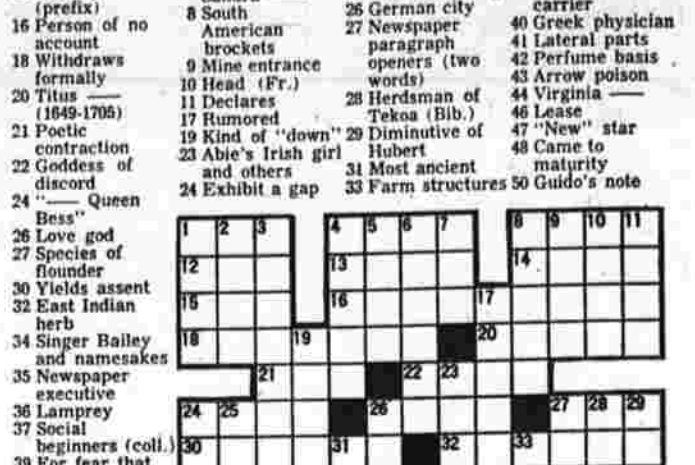 (prefix)
16 Person of no
account
18 Withdraws
formally
20 Titus —
(1649-1705)
21 Poetic
contraction
22 Goddess of
discord
24 "— Queen
Bess"
26 Love god
27 Species of
flounder
30 Yields assent
32 East Indian
herb
34 Singer Bailey
and namesakes
35 Newspaper
executive
36 Lamprey
37 Social
beginners (coll.)
39 For fear that
8 South
American
brockets
9 Mine entrance
10 Head (Fr.)
11 Declares
17 Rumored
19 Kind of "down"
23 Abie's Irish girl
and others
24 Exhibit a gap
26 German city
27 Newspaper
paragraph
openers (two
words)
28 Herdsman of
Tekoa (Bib.)
29 Diminutive of
Hubert
31 Most ancient
33 Farm structures
carrier
40 Greek physician
41 Lateral parts
42 Perfume basis
43 Arrow poison
44 Virginia —
46 Lease
47 "New" star
48 Came to
maturity
50 Guido's note
1 2 3 4 5 6 7 8 9 10 11
12 13 14
15 16 17
18 19 20
21 22 23
24 25 26 27 28 29
30 31 32 33